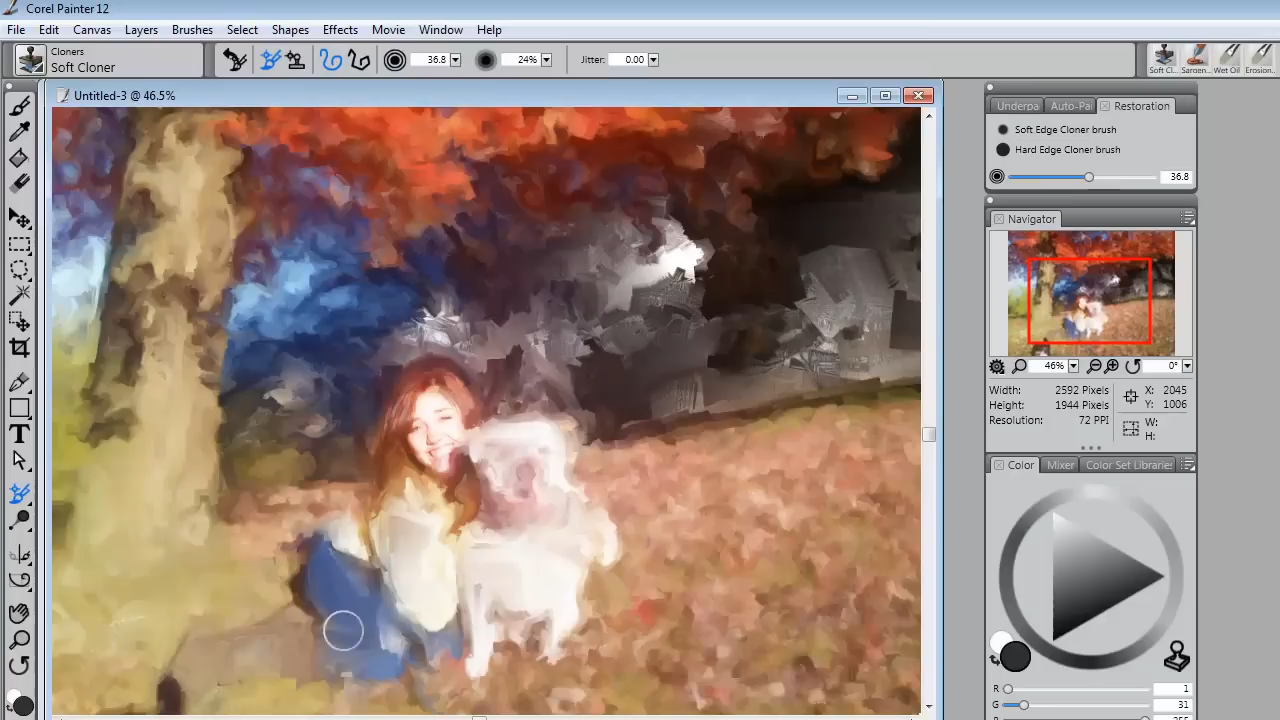 Corel Painter 12
File Edit Canvas Layers Brushes Select Shapes Effects Movie Window Help
Cloners
Soft Cloner
36.8
24%
Jitter: 0.00
Soft Cl...
Wet Oil
Erosion...
Untitled-3 @ 46.5%
Underpa
Auto-Pai
Restoration
Soft Edge Cloner brush
Hard Edge Cloner brush
36.8
Navigator
46%
0°
Width: 2592 Pixels
Height: 1944 Pixels
Resolution: 72 PPI
X: 2045
Y: 1006
W:
H:
Color
Mixer
Color Set Libraries
R 1
G 31